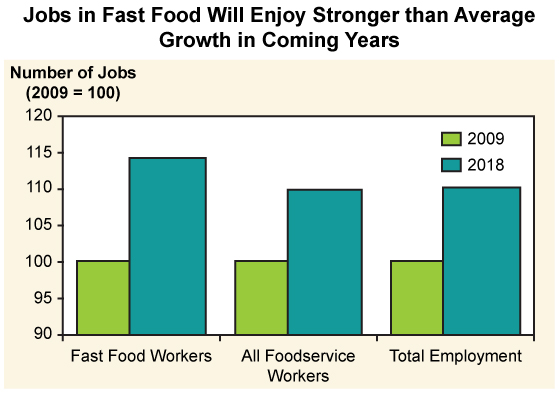 Jobs in Fast Food Will Enjoy Stronger than Average
Growth in Coming Years
Number of Jobs
(2009 = 100)
120
115
110
105
100
95
90
2009
2018
Fast Food Workers
All Foodservice
Workers
Total Employment